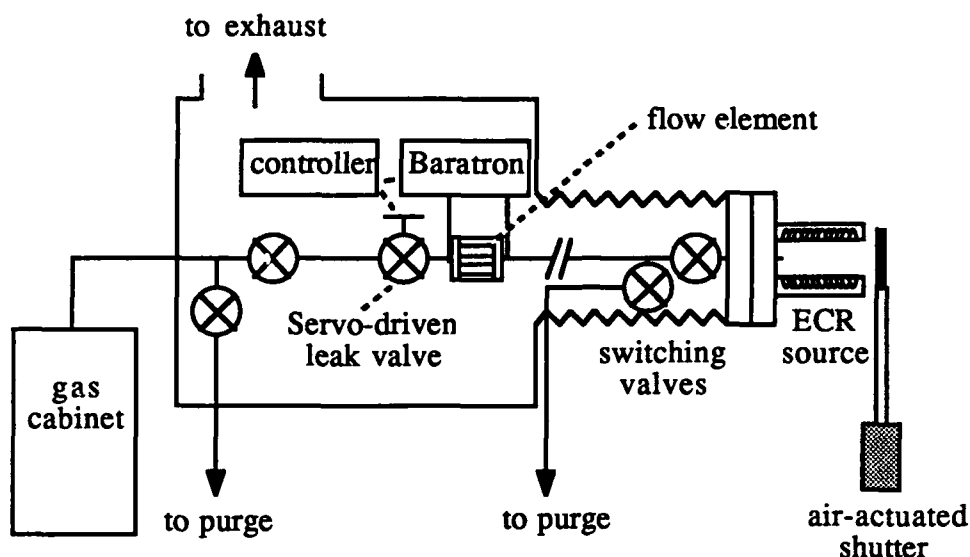 to exhaust
flow element
controller
Baratron
Servo-driven
leak valve
switching
valves
ECR
source
gas
cabinet
to purge
to purge
air-actuated
shutter